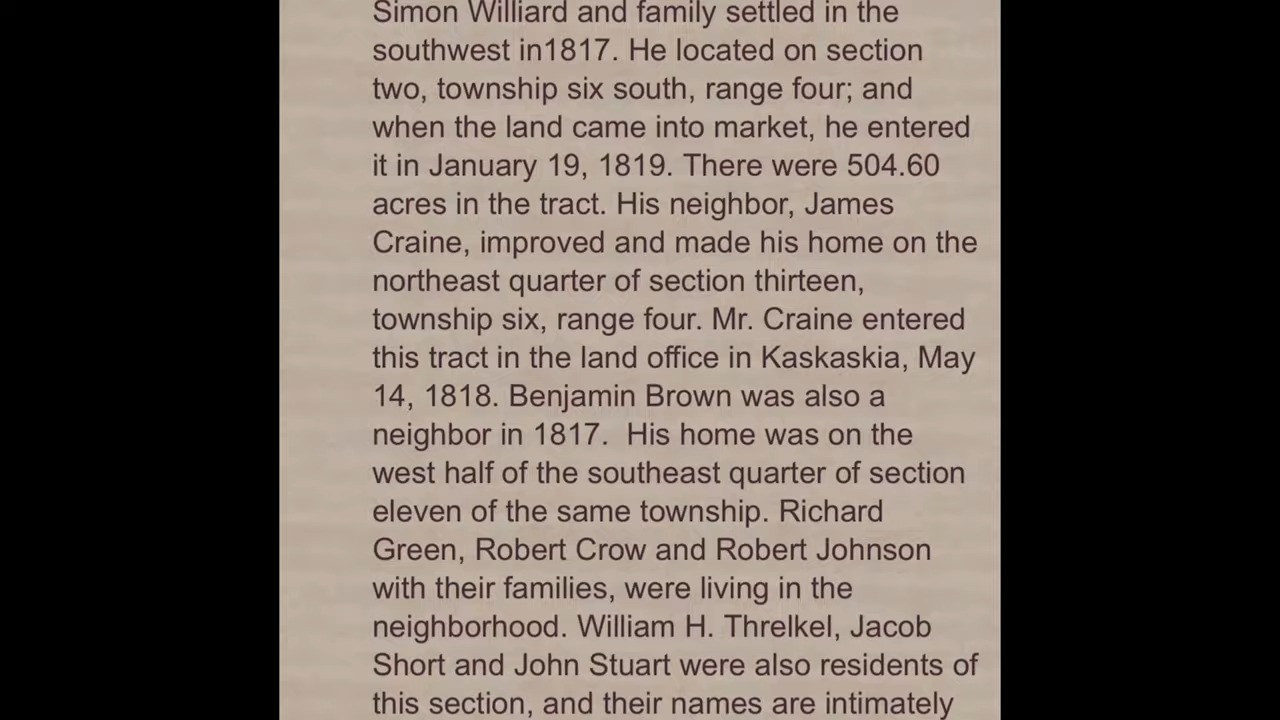 Simon Williard and family settled in the
southwest in1817. He located on section
two, township six south, range four; and
when the land came into market, he entered
it in January 19, 1819. There were 504.60
acres in the tract. His neighbor, James
Craine, improved and made his home on the
northeast quarter of section thirteen,
township six, range four. Mr. Craine entered
this tract in the land office in Kaskaskia, May
14, 1818. Benjamin Brown was also a
neighbor in 1817.  His home was on the
west half of the southeast quarter of section
eleven of the same township. Richard
Green, Robert Crow and Robert Johnson
with their families, were living in the
neighborhood. William H. Threlkel, Jacob
Short and John Stuart were also residents of
this section, and their names are intimately